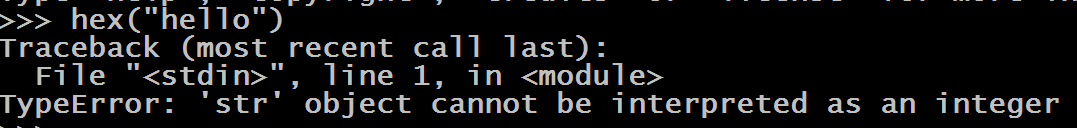 >>> hex("hello")
Traceback (most recent call last):
  File "<stdin>", line 1, in <module>
TypeError: 'str' object cannot be interpreted as an integer